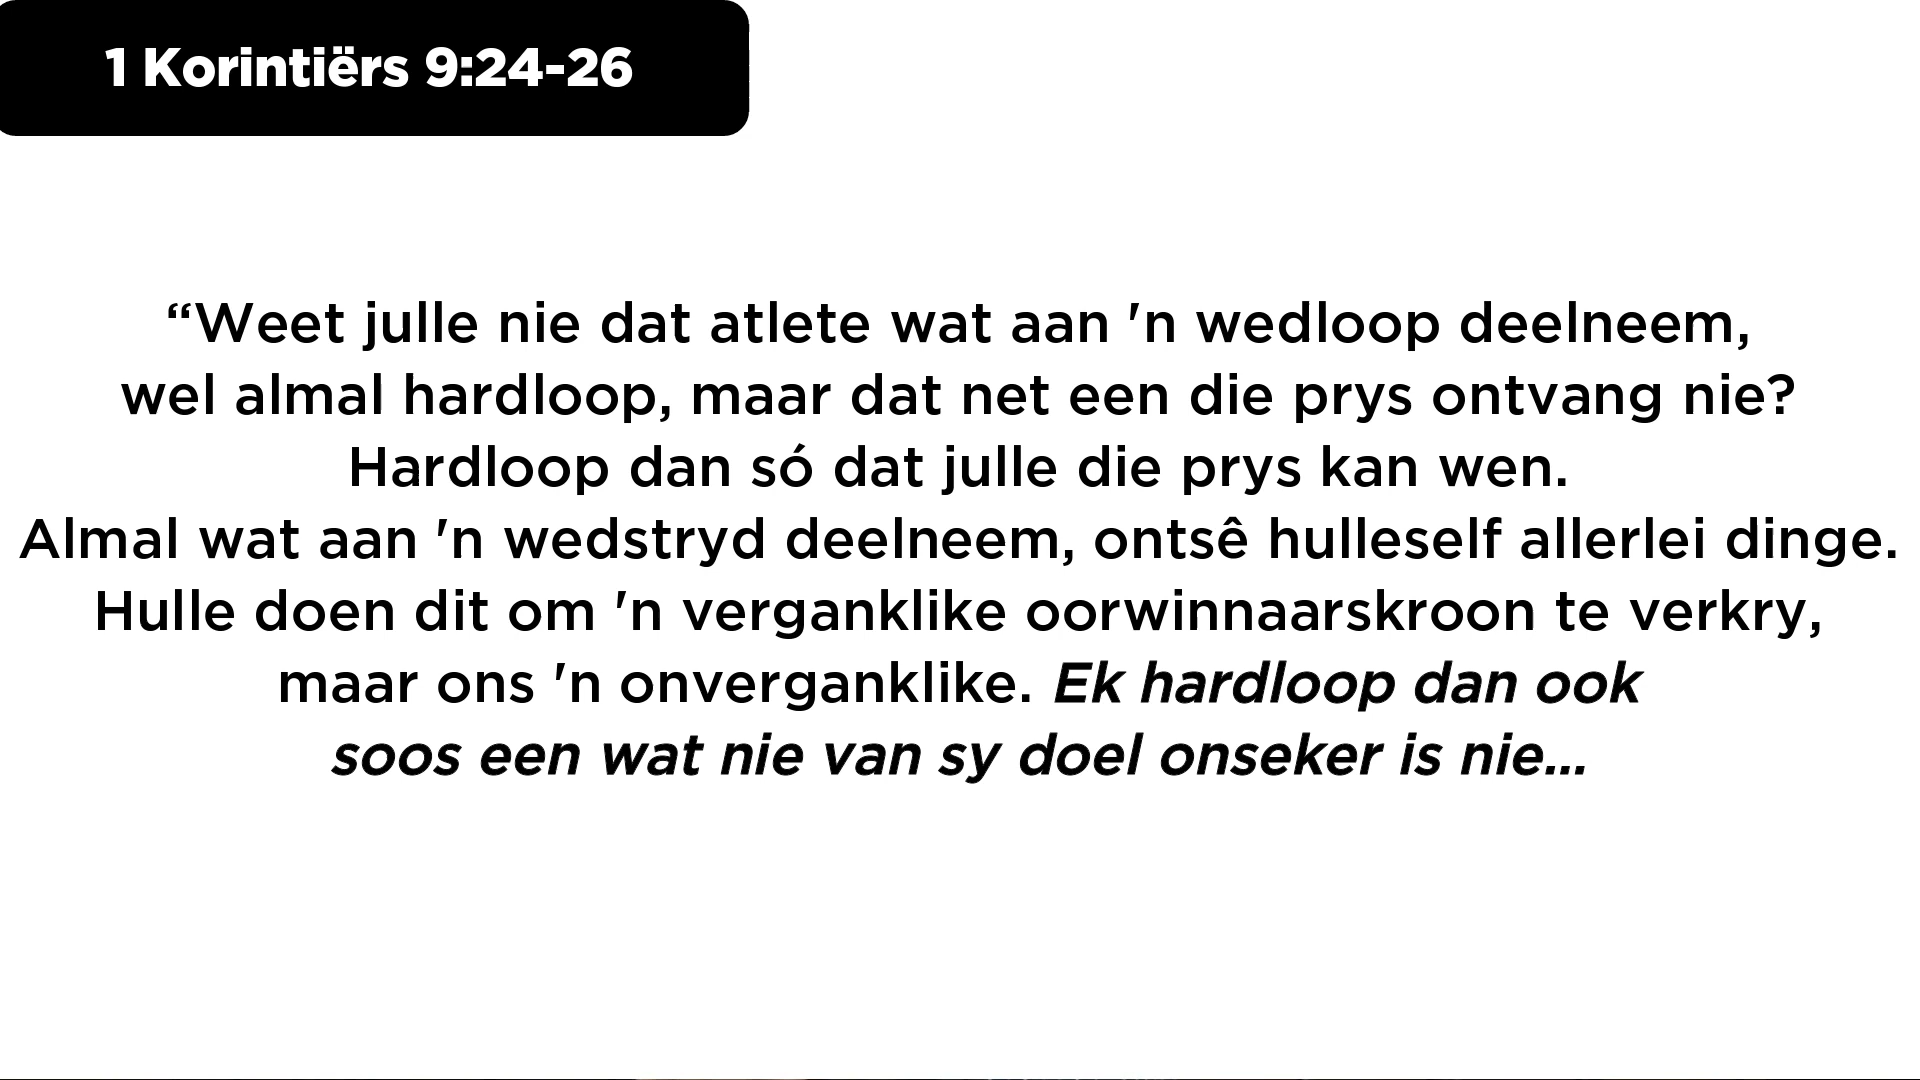 1 Korintiërs 9:24-26
“Weet julle nie dat atlete wat aan 'n wedloop deelneem,
wel almal hardloop, maar dat net een die prys ontvang nie?
Hardloop dan só dat julle die prys kan wen.
Almal wat aan 'n wedstryd deelneem, ontsê hulleself allerlei dinge.
Hulle doen dit om 'n verganklike oorwinnaarskroon te verkry,
maar ons 'n onverganklike. Ek hardloop dan ook
soos een wat nie van sy doel onseker is nie...